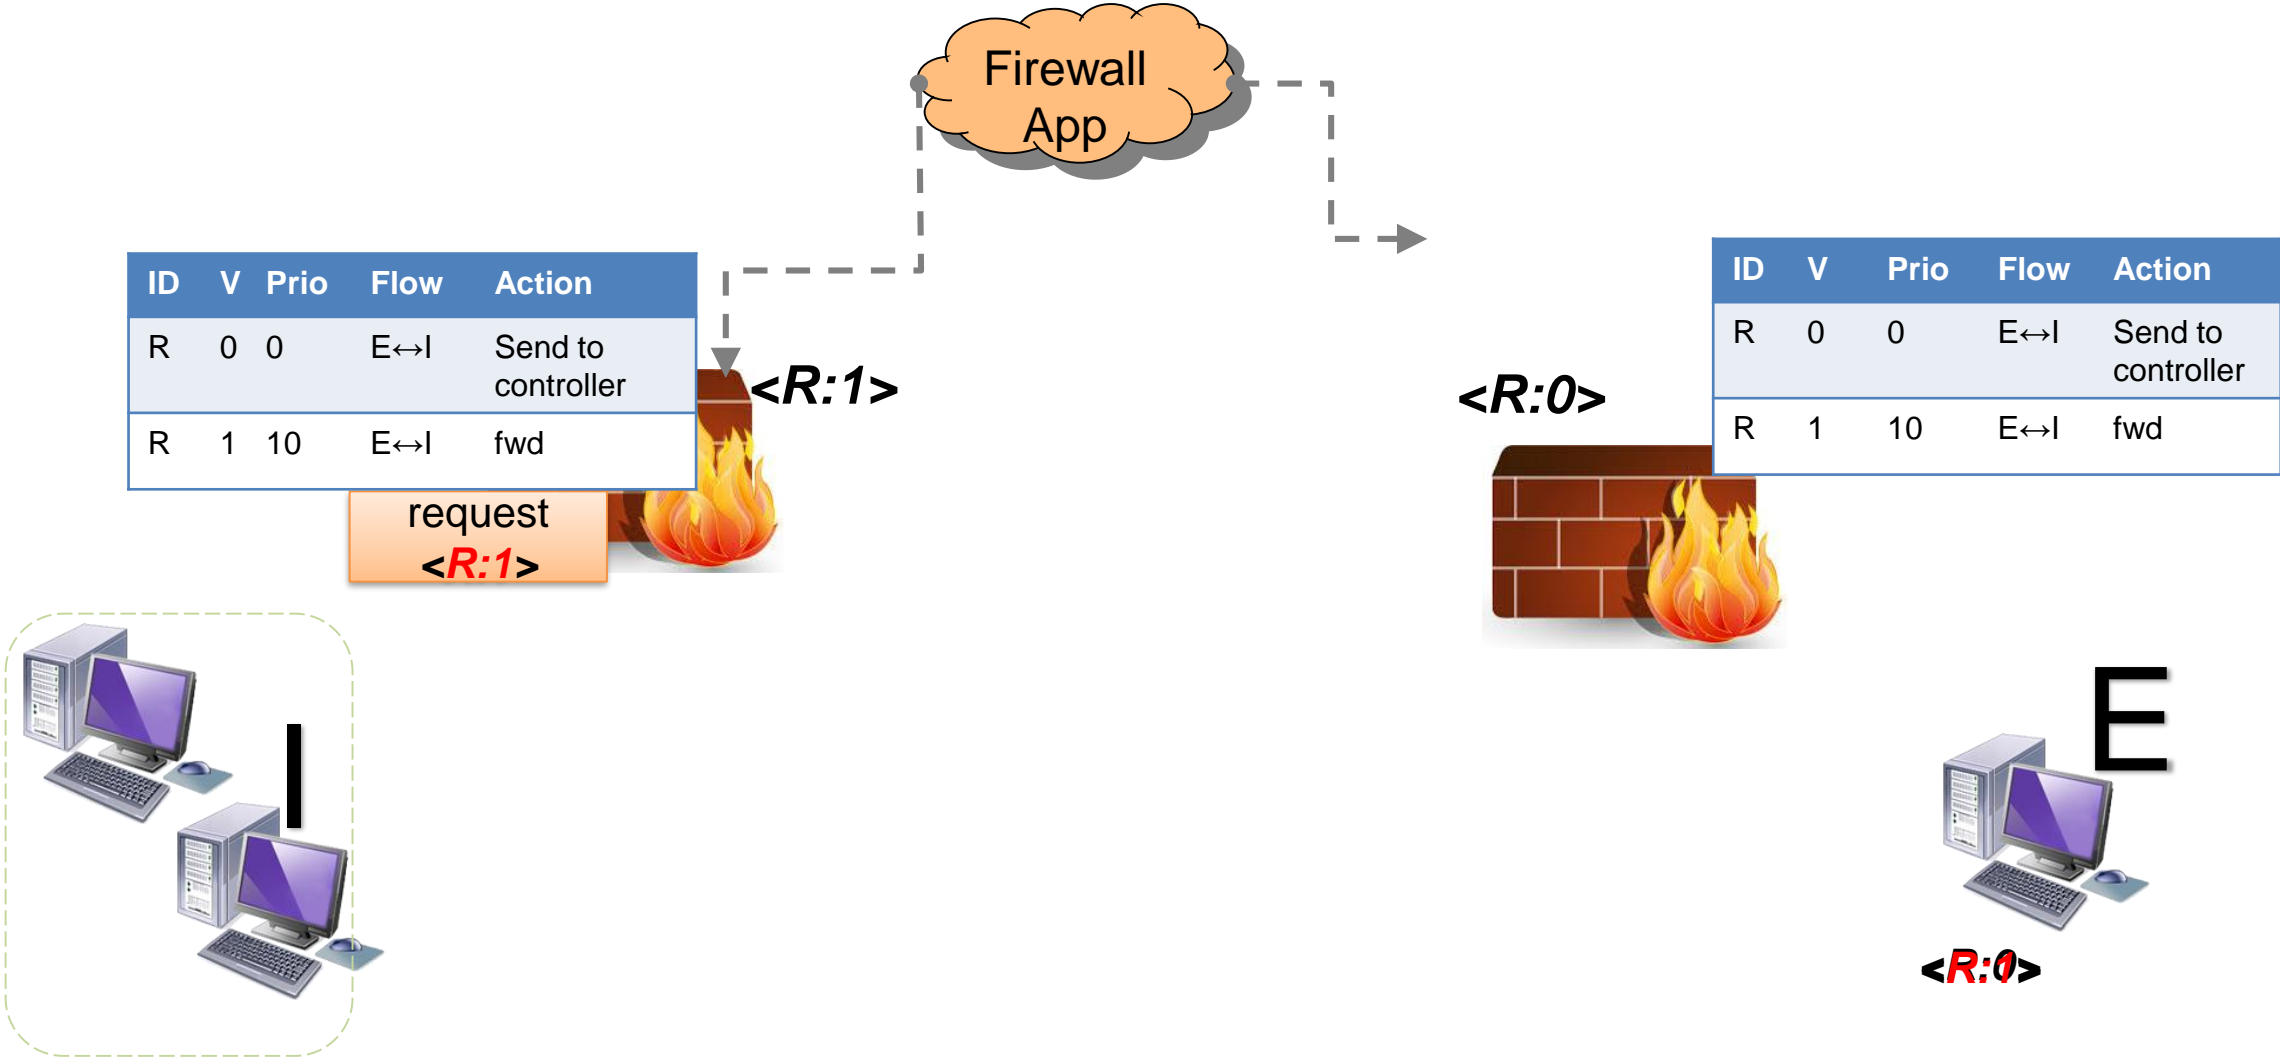 Firewall
App
ID V Prio Flow Action
R 0 0 E↔I Send to
controller
R 1 10 E↔I fwd
<R:1>
request
<R:1>
I
ID V Prio Flow Action
R 0 0 E↔I Send to
controller
R 1 10 E↔I fwd
<R:0>
E
<R:1>